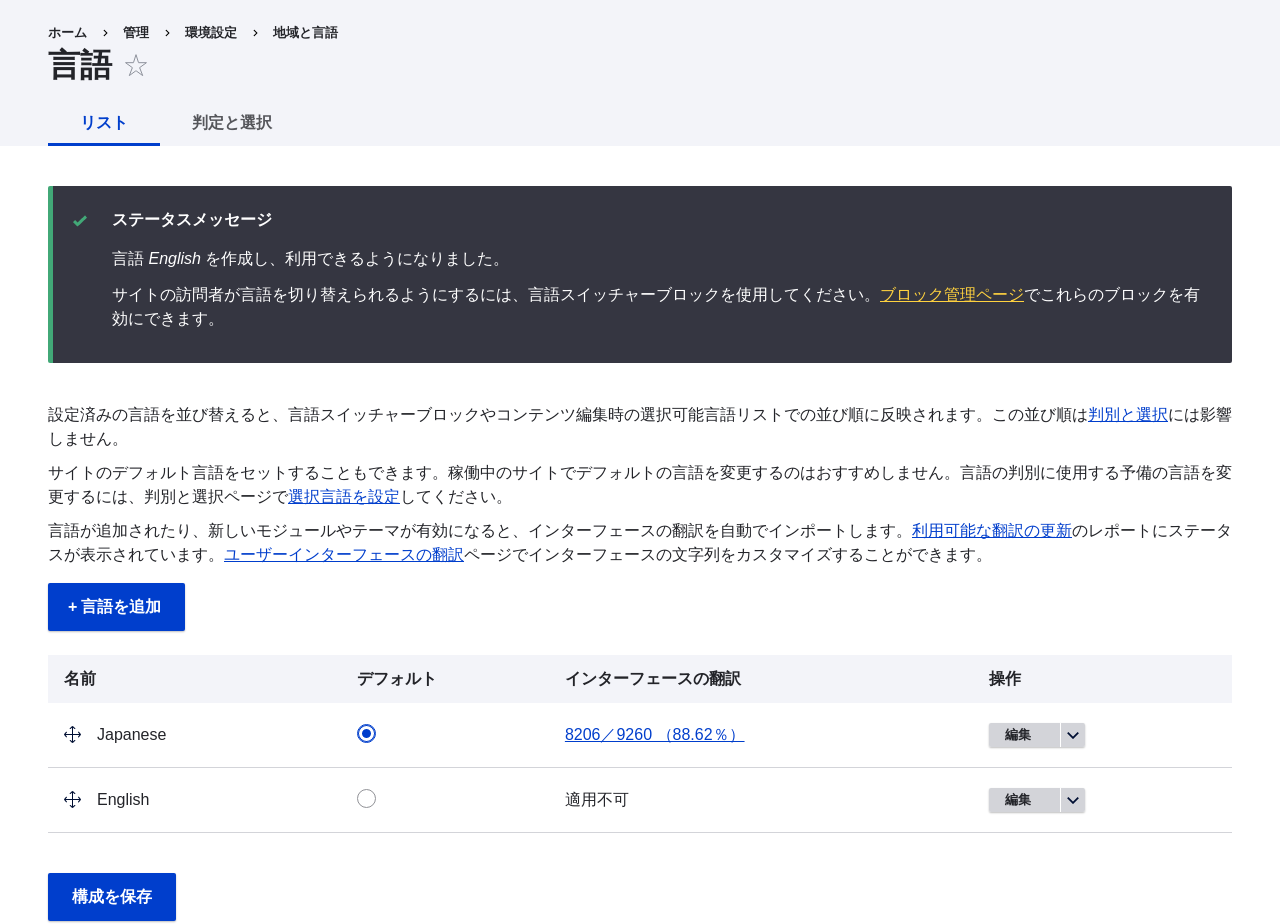 ホーム 管理 環境設定 地域と言語
言語
リスト 判定と選択
ステータスメッセージ
言語 English を作成し、利用できるようになりました。
サイトの訪問者が言語を切り替えられるようにするには、言語スイッチャーブロックを使用してください。ブロック管理ページでこれらのブロックを有
効にできます。
設定済みの言語を並び替えると、言語スイッチャーブロックやコンテンツ編集時の選択可能言語リストでの並び順に反映されます。この並び順は判別と選択には影響
しません。
サイトのデフォルト言語をセットすることもできます。稼働中のサイトでデフォルトの言語を変更するのはおすすめしません。言語の判別に使用する予備の言語を変
更するには、判別と選択ページで選択言語を設定してください。
言語が追加されたり、新しいモジュールやテーマが有効になると、インターフェースの翻訳を自動でインポートします。利用可能な翻訳の更新のレポートにステータ
スが表示されています。ユーザーインターフェースの翻訳ページでインターフェースの文字列をカスタマイズすることができます。
+ 言語を追加
名前 デフォルト インターフェースの翻訳 操作
Japanese 8206／9260 （88.62％） 編集
English 適用不可 編集
構成を保存